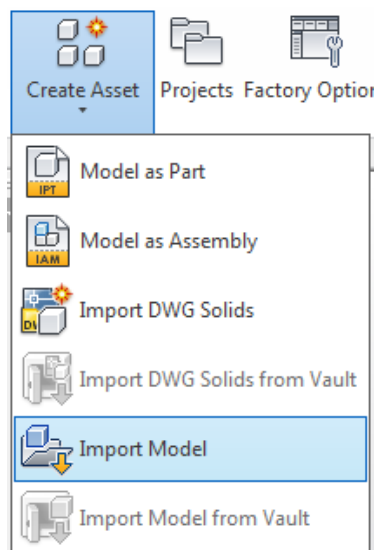 Create Asset Projects Factory Option
Model as Part
IPT
Model as Assembly
IAM
Import DWG Solids
Import DWG Solids from Vault
Import Model
Import Model from Vault